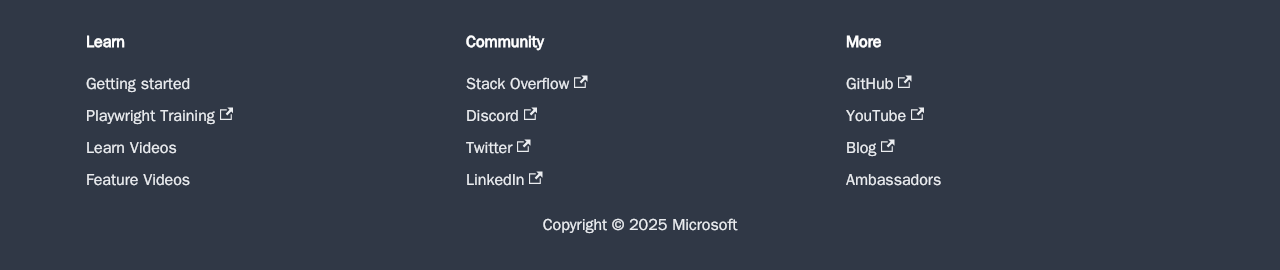 Learn
Getting started
Playwright Training
Learn Videos
Feature Videos
Community
Stack Overflow
Discord
Twitter
LinkedIn
More
GitHub
YouTube
Blog
Ambassadors
Copyright © 2025 Microsoft